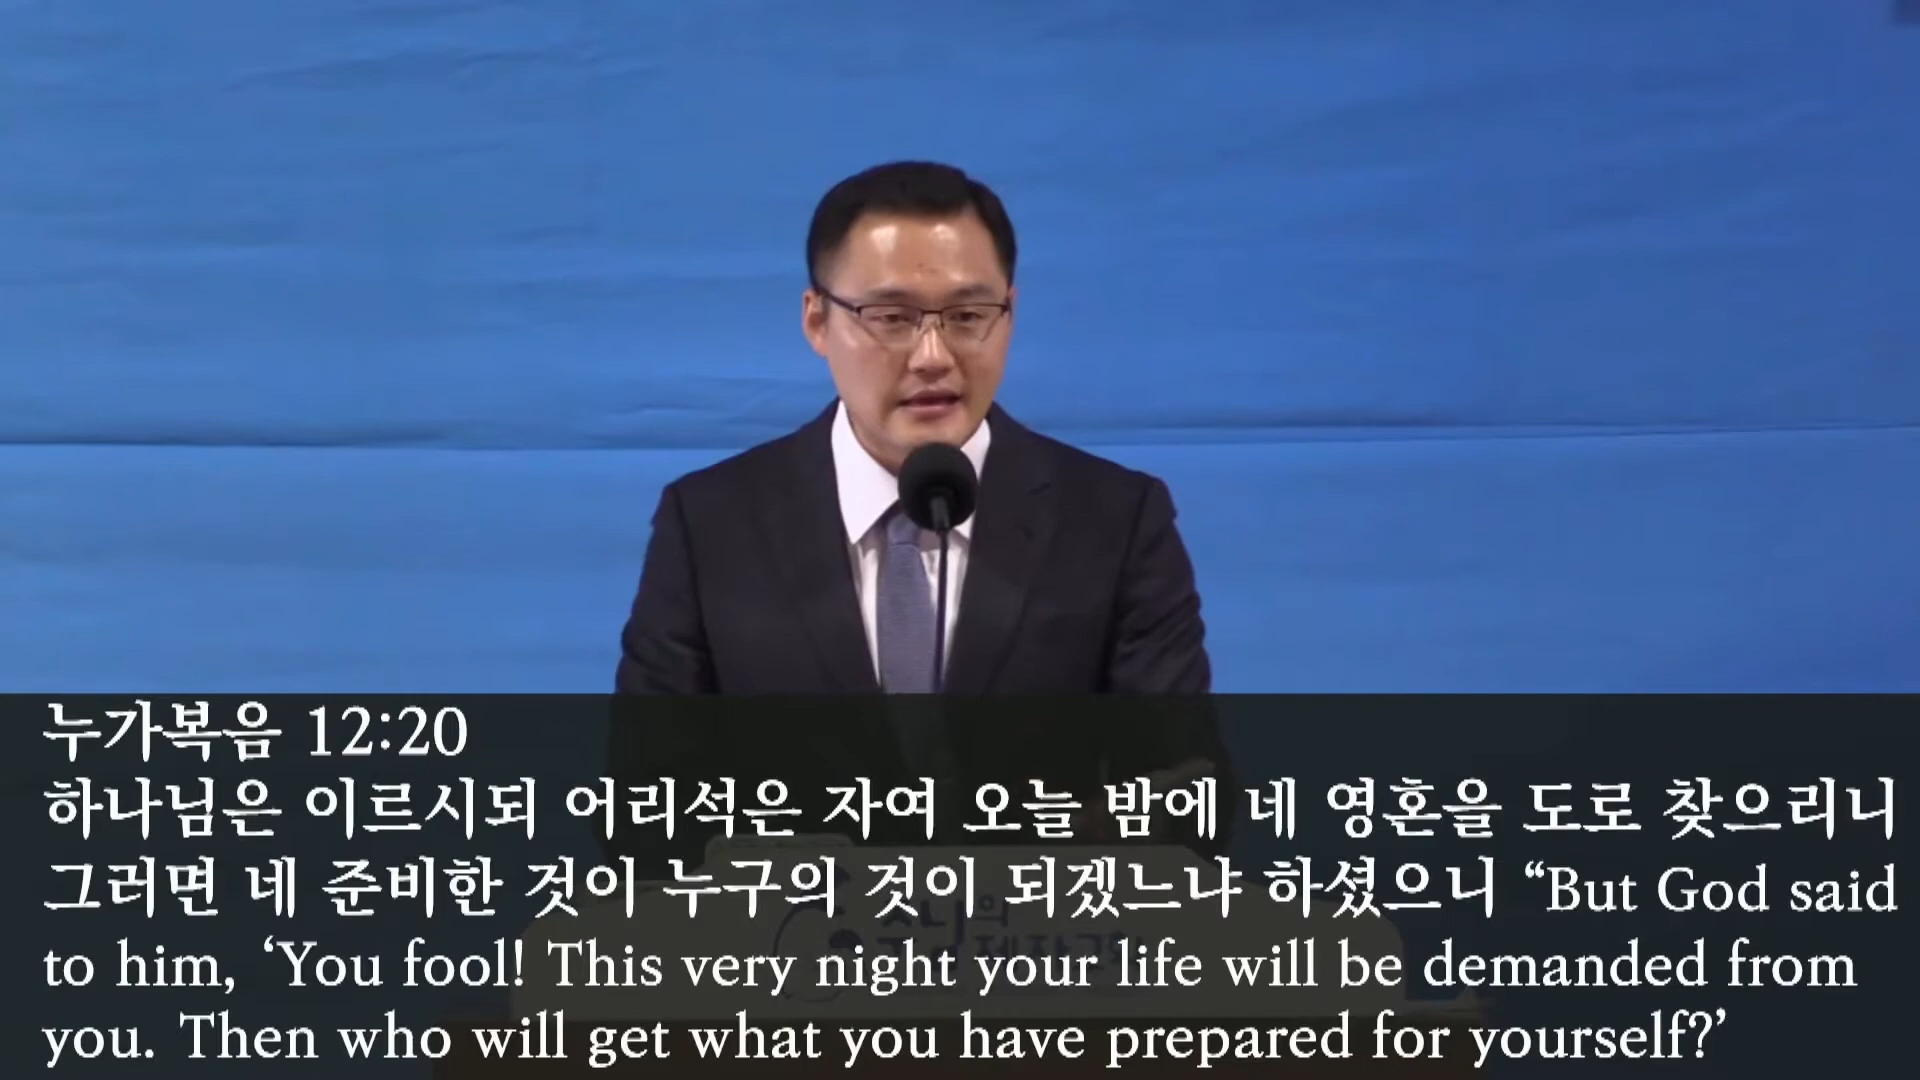 누가복음 12:20
하나님은 이르시되 어리석은 자여 오늘 밤에 네 영혼을 도로 찾으리니
그러면 네 준비한 것이 누구의 것이 되겠느냐 하셨으니 “But God said
to him, ‘You fool! This very night your life will be demanded from
you. Then who will get what you have prepared for yourself?’